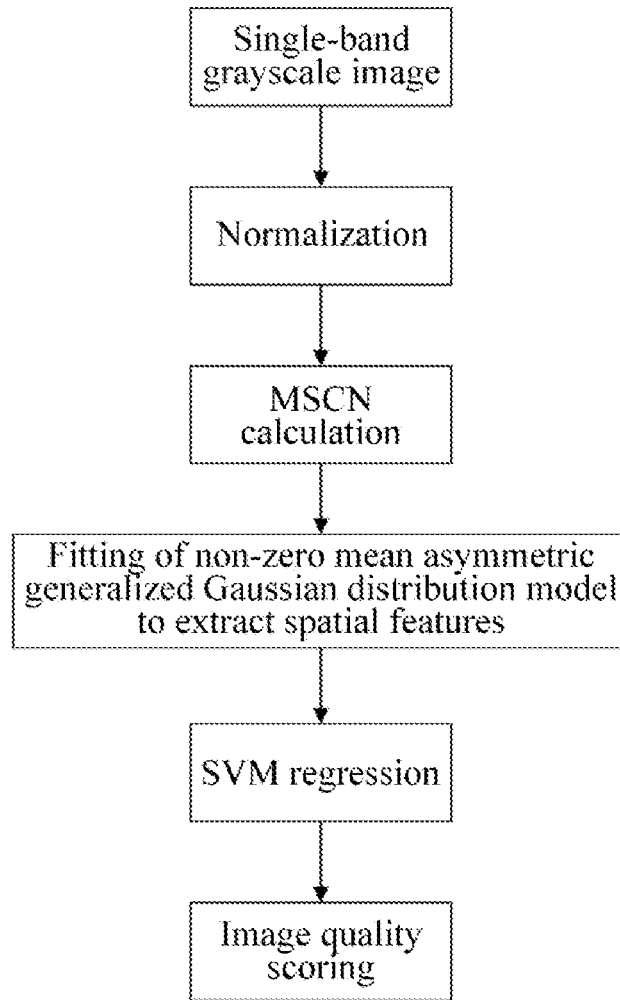 Single-band
grayscale image
Normalization
MSCN
calculation
Fitting of non-zero mean asymmetric
generalized Gaussian distribution model
to extract spatial features
SVM regression
Image quality
scoring